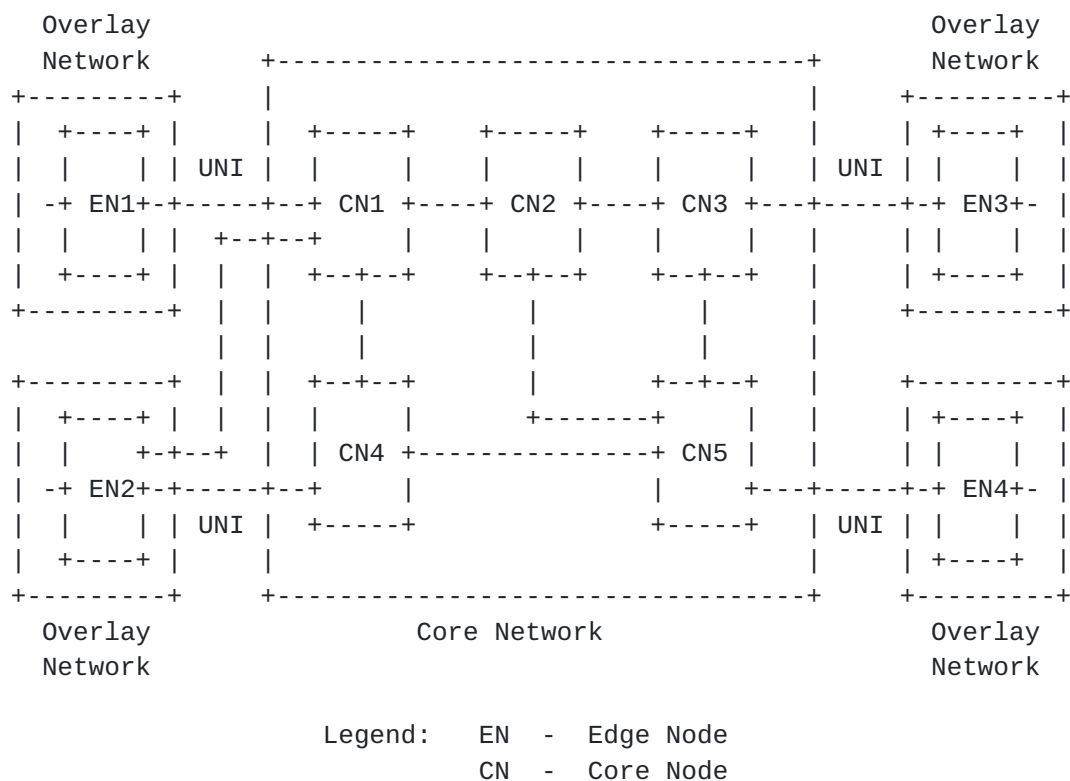 Overlay Overlay
Network Network
UNI UNI
EN1 CN1 CN2 CN3 EN3
CN4 CN5
EN2 EN4
UNI UNI
Overlay Core Network Overlay
Network Network
Legend: EN - Edge Node
CN - Core Node